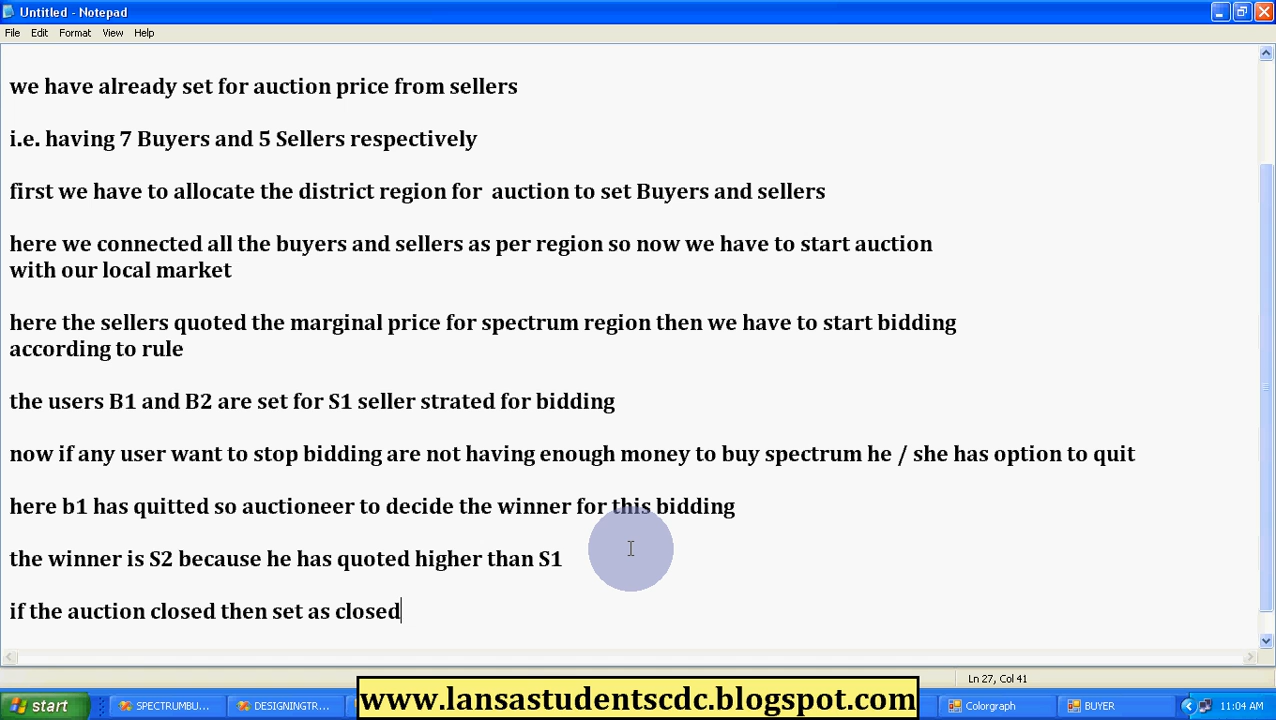 Untitled - Notepad
File Edit Format View Help
we have already set for auction price from sellers
i.e. having 7 Buyers and 5 Sellers respectively
first we have to allocate the district region for  auction to set Buyers and sellers
here we connected all the buyers and sellers as per region so now we have to start auction
with our local market
here the sellers quoted the marginal price for spectrum region then we have to start bidding
according to rule
the users B1 and B2 are set for S1 seller strated for bidding
now if any user want to stop bidding are not having enough money to buy spectrum he / she has option to quit
here b1 has quitted so auctioneer to decide the winner for this bidding
the winner is S2 because he has quoted higher than S1
if the auction closed then set as closed
Ln 27, Col 41
start SPECTRUMBU... DESIGNINGTR... www.lansastudentscdc.blogspot.com Colorgraph BUYER 11:04 AM